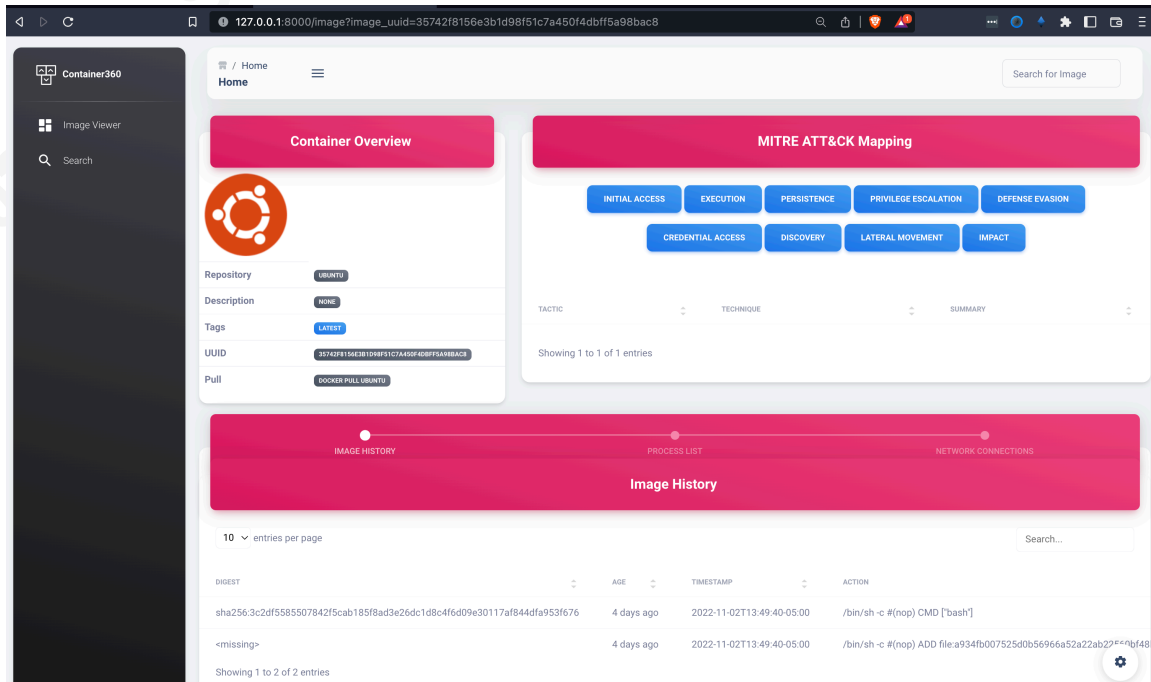 127.0.0.1:8000/image?image_uuid=35742f8156e3b1d98f51c7a450f4dbff5a98bac8
Container360
Image Viewer
Search
/ Home
Home
Search for Image
Container Overview
Repository UBUNTU
Description NONE
Tags LATEST
UUID 35742F8156E3B1D98F51C7A450F4DBFF5A98BAC8
Pull DOCKER PULL UBUNTU
MITRE ATT&CK Mapping
INITIAL ACCESS EXECUTION PERSISTENCE PRIVILEGE ESCALATION DEFENSE EVASION
CREDENTIAL ACCESS DISCOVERY LATERAL MOVEMENT IMPACT
TACTIC TECHNIQUE SUMMARY
Showing 1 to 1 of 1 entries
IMAGE HISTORY PROCESS LIST NETWORK CONNECTIONS
Image History
10 entries per page
Search...
DIGEST AGE TIMESTAMP ACTION
sha256:3c2df5585507842f5cab185f8ad3e26dc1d8c4f6d09e30117af844dfa953f676 4 days ago 2022-11-02T13:49:40-05:00 /bin/sh -c #(nop) CMD ["bash"]
<missing> 4 days ago 2022-11-02T13:49:40-05:00 /bin/sh -c #(nop) ADD
Showing 1 to 2 of 2 entries